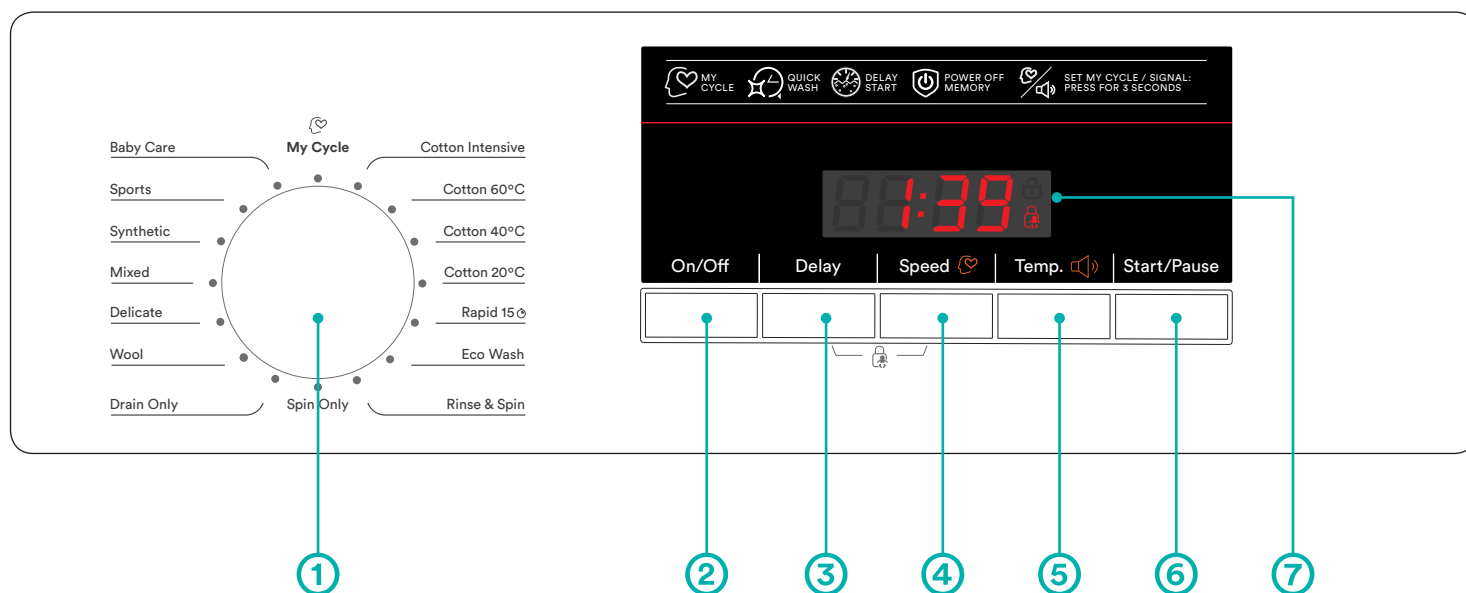 MY
CYCLE
QUICK
WASH
DELAY
START
POWER OFF
MEMORY
SET MY CYCLE / SIGNAL:
PRESS FOR 3 SECONDS
My Cycle
Baby Care
Cotton Intensive
Sports
Cotton 60°C
Synthetic
Cotton 40°C
Mixed
Cotton 20°C
Delicate
Rapid 15
Wool
Eco Wash
Drain Only
Spin Only
Rinse & Spin
1:39
On/Off
Delay
Speed
Temp.
Start/Pause
1
2
3
4
5
6
7